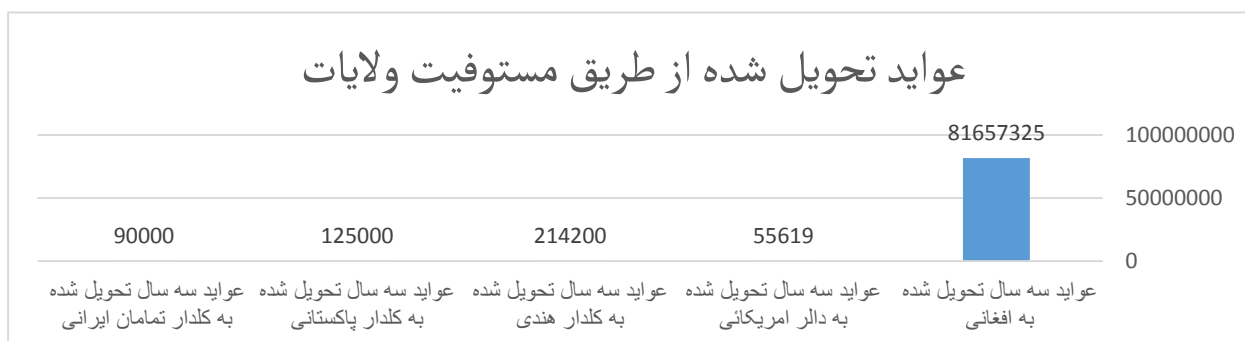 عواید تحویل شده از طریق مستوفیت ولایات
81657325
100000000
50000000
0
55619
214200
125000
90000
عواید سه سال تحویل شده
به افغانی
عواید سه سال تحویل شده
به دالر امریکائی
عواید سه سال تحویل شده
به کلدار هندی
عواید سه سال تحویل شده
به کلدار پاکستانی
عواید سه سال تحویل شده
به کلدار تمامان ایرانی